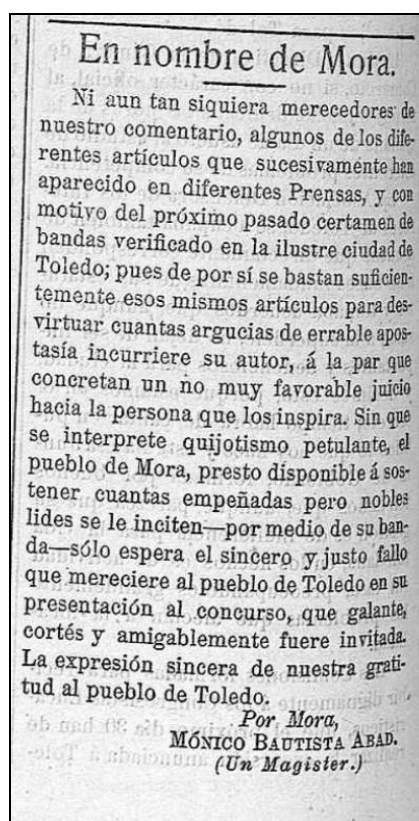 En nombre de Mora.
Ni aun tan siquiera merecedores de
nuestro comentario, algunos de los dife-
rentes artículos que sucesivamente han
aparecido en diferentes Prensas, y con
motivo del próximo pasado certamen de
bandas verificado en la ilustre ciudad de
Toledo; pues de por sí se bastan suficien-
temente esos mismos artículos para des-
virtuar cuantas argucias de errable apos-
tasía incurriere su autor, á la par que
concretan un no muy favorable juicio
hacia la persona que los inspira. Sin que
se interprete quijotismo petulante, el
pueblo de Mora, presto disponible á sos-
tener cuantas empeñadas pero nobles
lides se le inciten—por medio de su ban-
da—sólo espera el sincero y justo fallo
que mereciere al pueblo de Toledo en su
presentación al concurso, que galante,
cortés y amigablemente fuere invitada.
La expresión sincera de nuestra grati-
tud al pueblo de Toledo.
Por Mora,
MÓNICO BAUTISTA ABAD.
(Un Magister.)